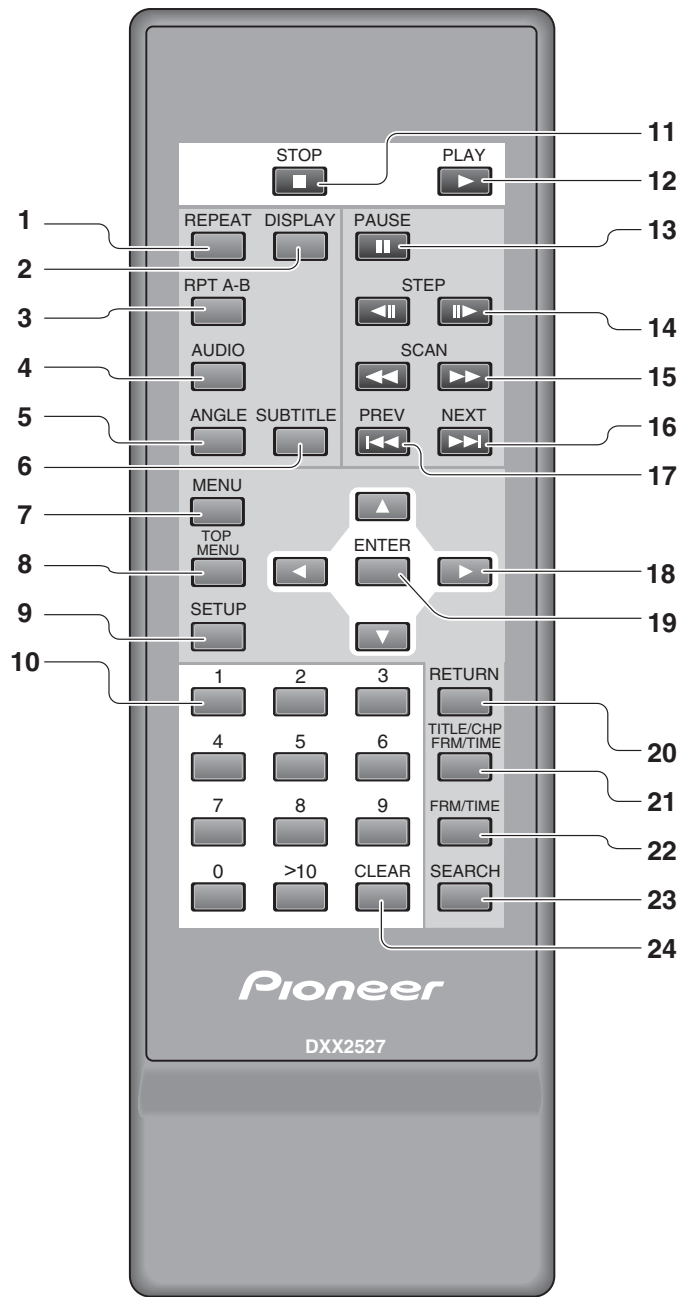 STOP PLAY 11
12
1 REPEAT DISPLAY PAUSE 13
2
RPT A-B STEP
3 14
4 AUDIO SCAN 15
5 ANGLE SUBTITLE PREV NEXT 16
6 17
7 MENU
TOP
MENU ENTER
8 18
9 SETUP 19
10 1 2 3 RETURN
20
4 5 6 TITLE/CHP
FRM/TIME
21
7 8 9 FRM/TIME
22
0 >10 CLEAR SEARCH 23
24
Pioneer
DXX2527